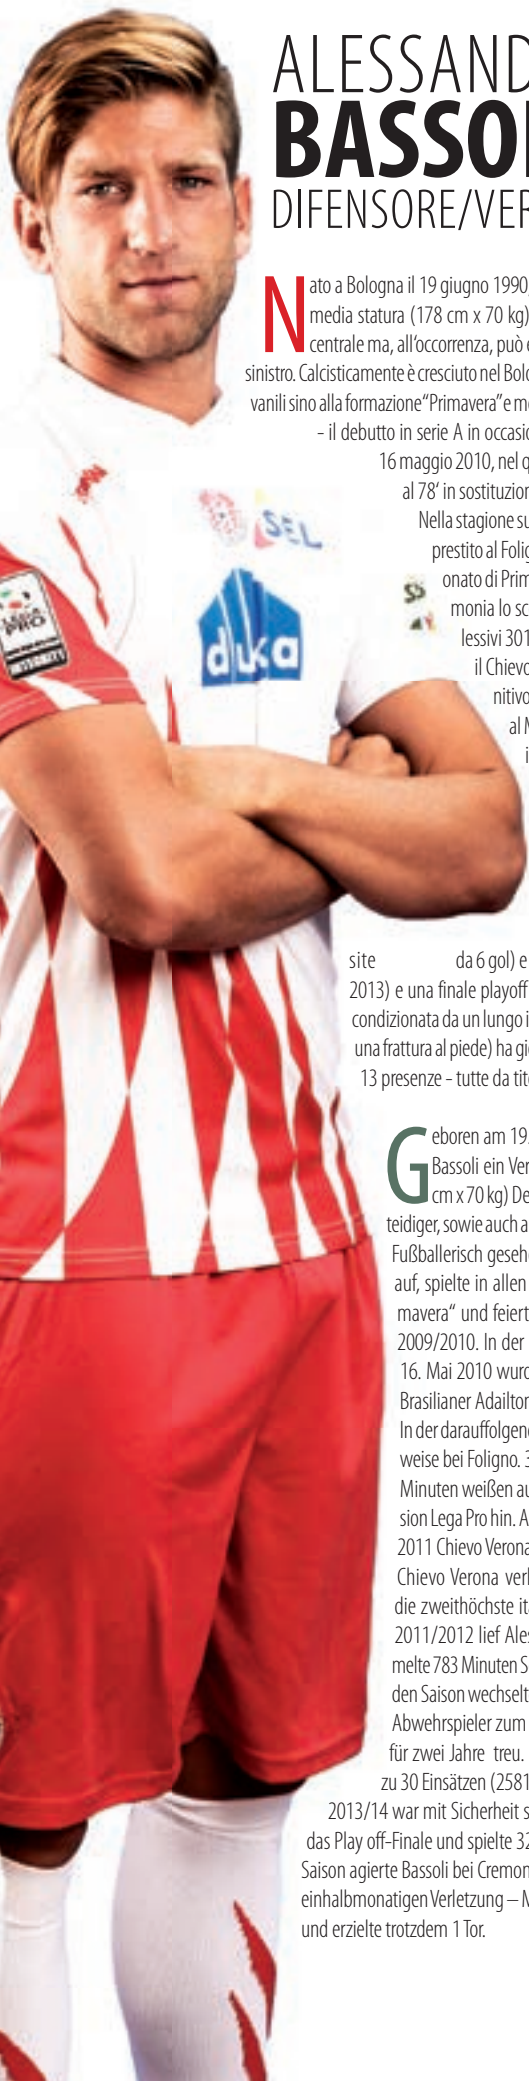 ALESSAND
BASSOL
DIFENSORE/VER
Nato a Bologna il 19 giugno 1990,
media statura (178 cm x 70 kg)
centrale ma, all'occorrenza, può
sinistro. Calcisticamente è cresciuto nel Bolo
vanili sino alla formazione "Primavera" e m
- il debutto in serie A in occasio
16 maggio 2010, nel q
al 78' in sostituzion
Nella stagione su
prestito al Folig
onato di Prim
monia lo sc
lessivi 301
il Chievo
nitivo
al M
i
site da 6 gol) e
2013) e una finale playoff
condizionata da un lungo i
una frattura al piede) ha gi
13 presenze - tutte da tit
Geboren am 19.
Bassoli ein Ver
cm x 70 kg) De
teidiger, sowie auch a
Fußballerisch geseh
auf, spielte in allen
mavera“ und feiert
2009/2010. In der
16. Mai 2010 wurd
Brasilianer Adailton
In der darauffolgend
weise bei Foligno. 3
Minuten weißen au
sion Lega Pro hin. A
2011 Chievo Verona
Chievo Verona verl
die zweithöchste it
2011/2012 lief Ales
melte 783 Minuten S
den Saison wechselt
Abwehrspieler zum
für zwei Jahre treu.
zu 30 Einsätzen (2581
2013/14 war mit Sicherheit s
das Play off-Finale und spielte 32
Saison agierte Bassoli bei Cremon
einhalbmonatigen Verletzung – M
und erzielte trotzdem 1 Tor.
SEL
duka
PRO